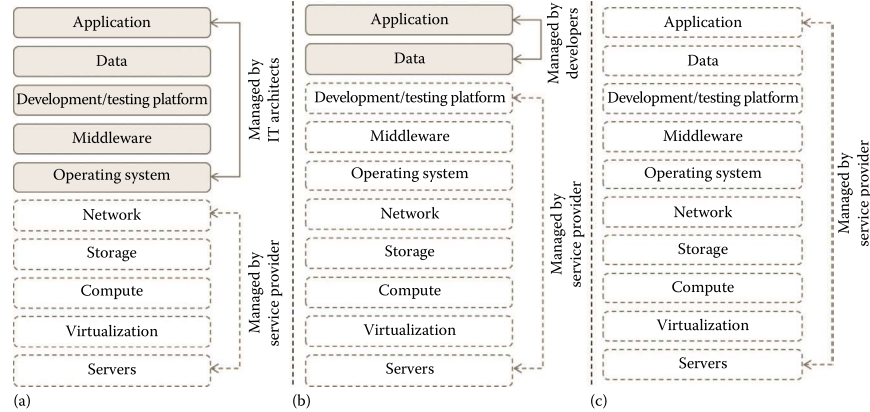 Application
Data
Development/testing platform
Middleware
Operating system
Network
Storage
Compute
Virtualization
Servers
Managed by
IT architects
Managed by
service provider
(a)
Application
Data
Development/testing platform
Middleware
Operating system
Network
Storage
Compute
Virtualization
Servers
Managed by
developers
Managed by
service provider
(b)
Application
Data
Development/testing platform
Middleware
Operating system
Network
Storage
Compute
Virtualization
Servers
Managed by
service provider
(c)